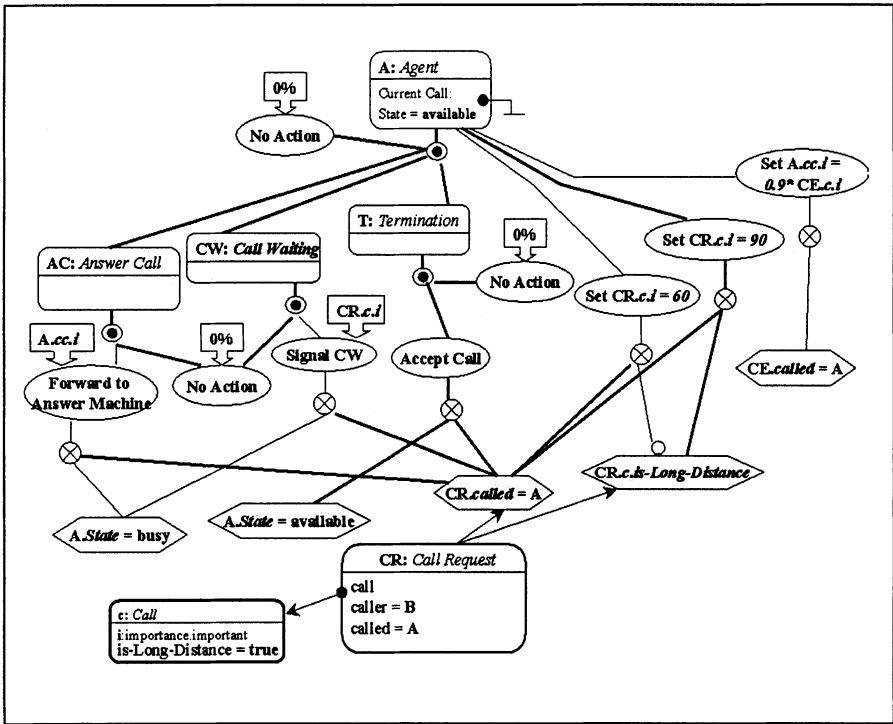 A: Agent
Current Call:
State = available
0%
No Action
Set A.cc.i =
0.9* CE.c.i
T: Termination
0%
No Action
Set CR.c.i = 90
AC: Answer Call
CW: Call Waiting
Set CR.c.i = 60
A.cc.i
0%
CR.c.i
Signal CW
Accept Call
Forward to
Answer Machine
No Action
CE.called = A
CR.c.is-Long-Distance
CR.called = A
A.State = busy
A.State = available
CR: Call Request
call
caller = B
called = A
c: Call
i:importance.important
is-Long-Distance = true